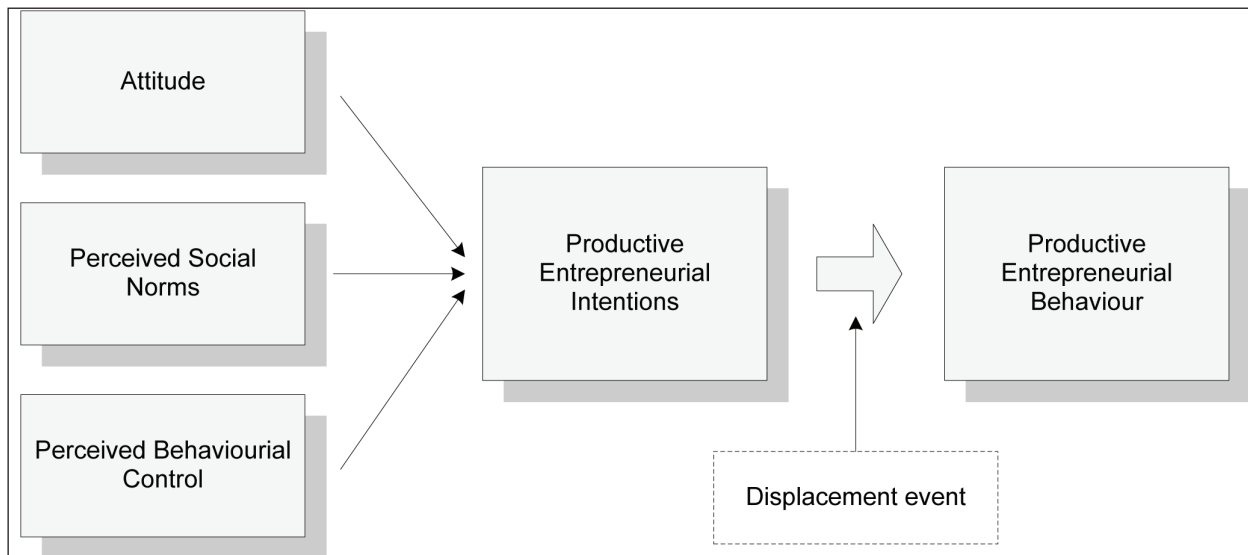 Attitude
Perceived Social
Norms
Perceived Behaviourial
Control
Productive
Entrepreneurial
Intentions
Productive
Entrepreneurial
Behaviour
Displacement event